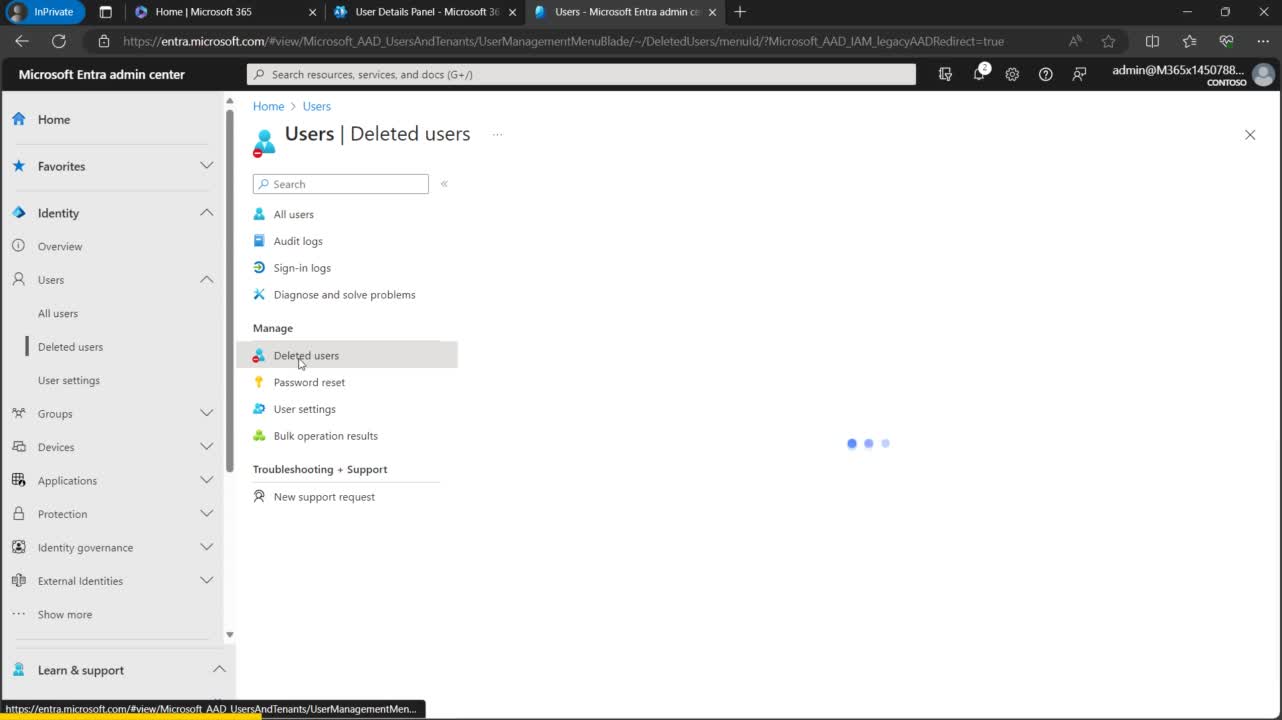 InPrivate
Home | Microsoft 365
User Details Panel - Microsoft 36
Users - Microsoft Entra admin ce
https://entra.microsoft.com/#view/Microsoft_AAD_UsersAndTenants/UserManagementMenuBlade/~/DeletedUsers/menuId/?Microsoft_AAD_IAM_legacyAADRedirect=true
Microsoft Entra admin center
Search resources, services, and docs (G+/)
2
admin@M365x1450788...
CONTOSO
Home
Favorites
Identity
Overview
Users
All users
Deleted users
User settings
Groups
Devices
Applications
Protection
Identity governance
External Identities
Show more
Learn & support
Home > Users
Users | Deleted users
Search
All users
Audit logs
Sign-in logs
Diagnose and solve problems
Manage
Deleted users
Password reset
User settings
Bulk operation results
Troubleshooting + Support
New support request
https://entra.microsoft.com/#view/Microsoft_AAD_UsersAndTenants/UserManagementMen...